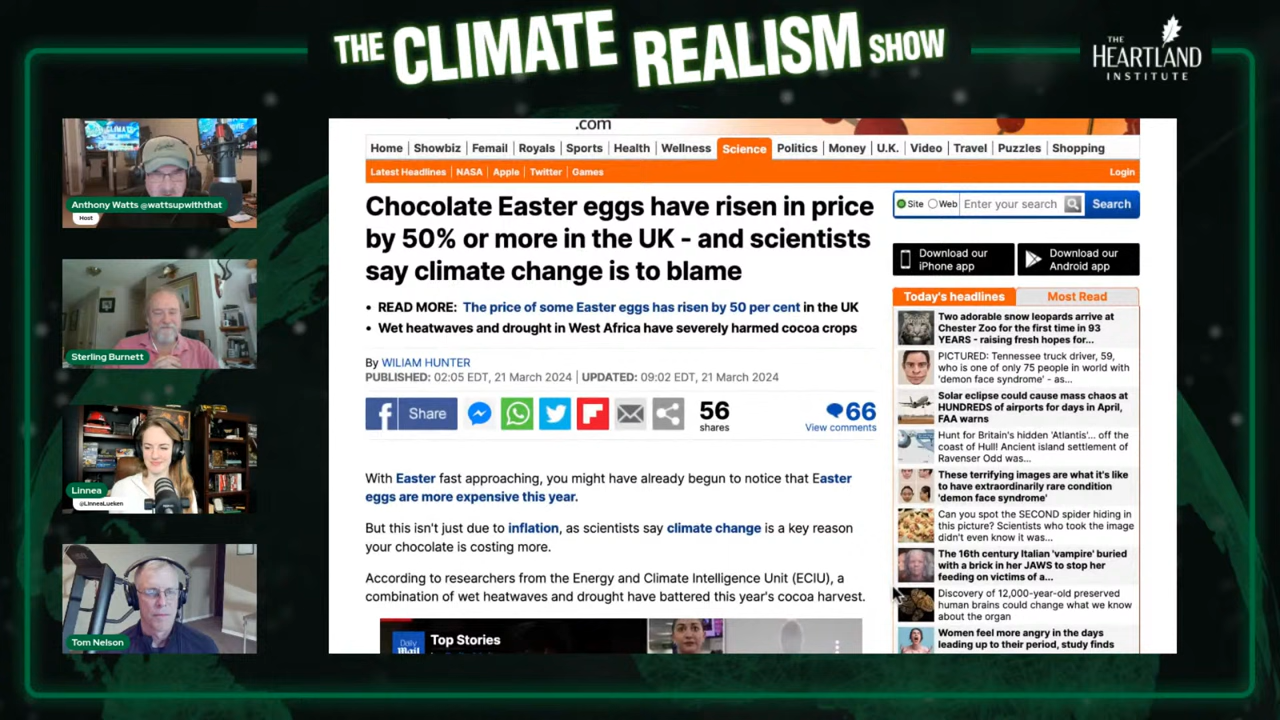 THE CLIMATE REALISM SHOW
THE
HEARTLAND
INSTITUTE
Anthony Watts @wattsupwiththat
Host
Sterling Burnett
Linnea
@LinneaLueken
Tom Nelson
.com
Home Showbiz Femail Royals Sports Health Wellness Science Politics Money U.K. Video Travel Puzzles Shopping
Latest Headlines NASA Apple Twitter Games Login
Chocolate Easter eggs have risen in price
by 50% or more in the UK - and scientists
say climate change is to blame
• READ MORE: The price of some Easter eggs has risen by 50 per cent in the UK
• Wet heatwaves and drought in West Africa have severely harmed cocoa crops
By WILIAM HUNTER
PUBLISHED: 02:05 EDT, 21 March 2024 | UPDATED: 09:02 EDT, 21 March 2024
Share
56
shares
66
View comments
With Easter fast approaching, you might have already begun to notice that Easter
eggs are more expensive this year.
But this isn't just due to inflation, as scientists say climate change is a key reason
your chocolate is costing more.
According to researchers from the Energy and Climate Intelligence Unit (ECIU), a
combination of wet heatwaves and drought have battered this year's cocoa harvest.
Daily
Mail
Top Stories
Site Web Enter your search Search
Download our
iPhone app
Download our
Android app
Today's headlines Most Read
Two adorable snow leopards arrive at
Chester Zoo for the first time in 93
YEARS - raising fresh hopes for...
PICTURED: Tennessee truck driver, 59,
who is one of only 75 people in world with
'demon face syndrome' - as...
Solar eclipse could cause mass chaos at
HUNDREDS of airports for days in April,
FAA warns
Hunt for Britain's hidden 'Atlantis'... off the
coast of Hull! Ancient island settlement of
Ravenser Odd was...
These terrifying images are what it's like
to have extraordinarily rare condition
'demon face syndrome'
Can you spot the SECOND spider hiding in
this picture? Scientists who took the image
didn't even know it was...
The 16th century Italian 'vampire' buried
with a brick in her JAWS to stop her
feeding on victims of a...
Discovery of 12,000-year-old preserved
human brains could change what we know
about the organ
Women feel more angry in the days
leading up to their period, study finds